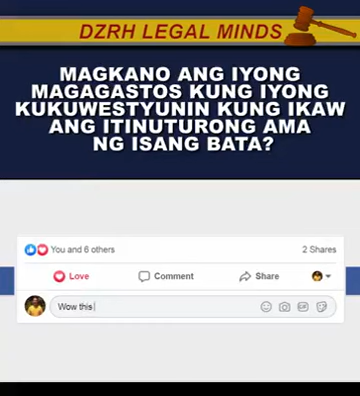 DZRH LEGAL MINDS
MAGKANO ANG IYONG
MAGAGASTOS KUNG IYONG
KUKUWESTYUNIN KUNG IKAW
ANG ITINUTURONG AMA
NG ISANG BATA?
You and 6 others 2 Shares
Love Comment Share
Wow this
GIF